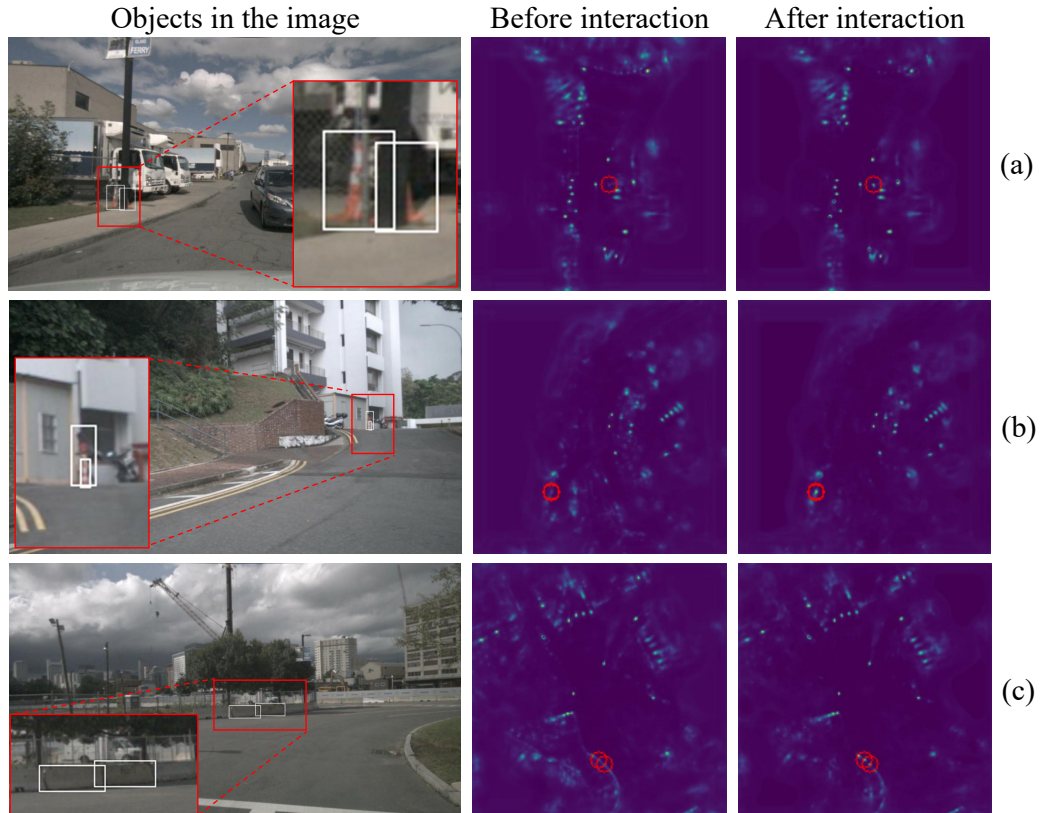 Objects in the image
Before interaction
After interaction
FERRY
(a)
(b)
(c)